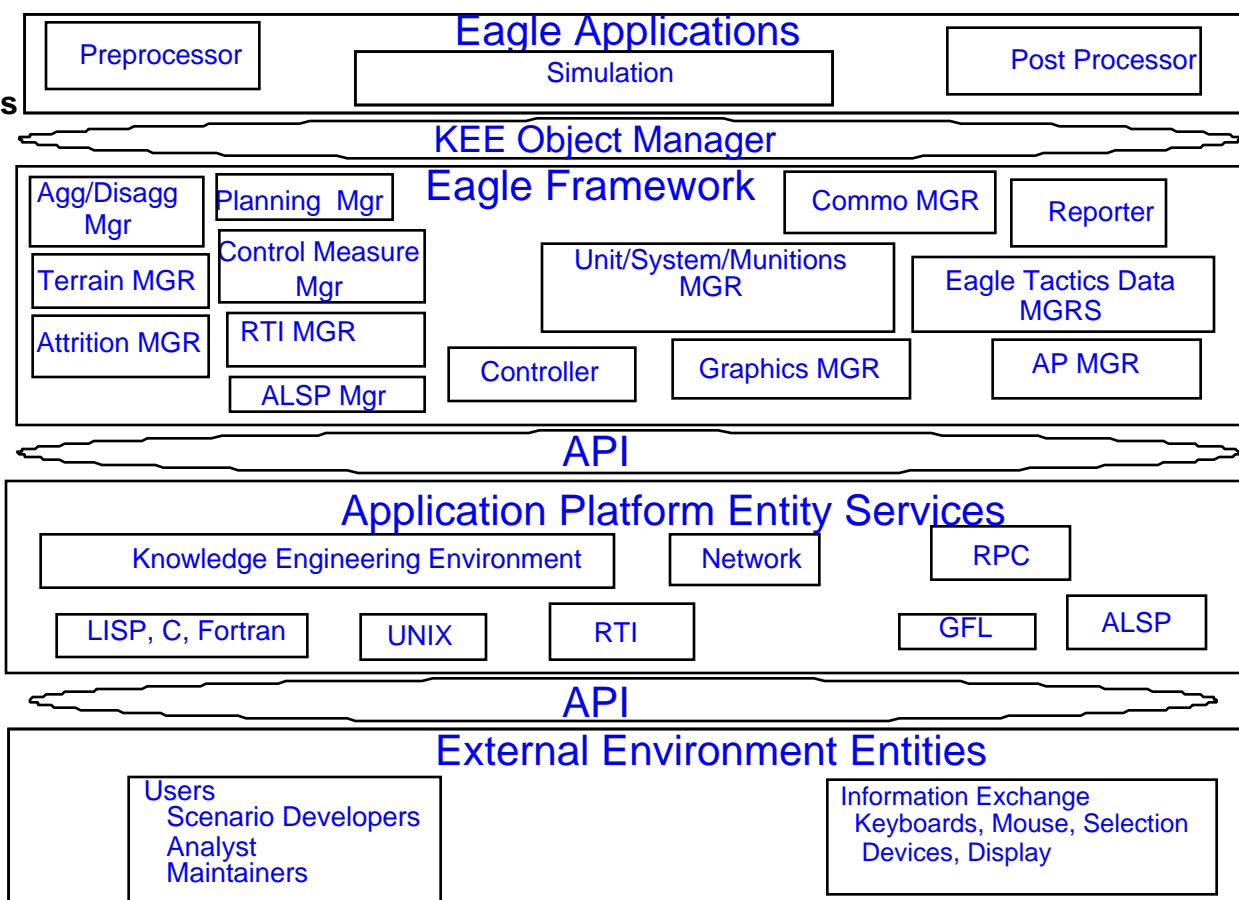 Eagle Applications
Preprocessor
Simulation
Post Processor
s
KEE Object Manager
Eagle Framework
Agg/Disagg
Mgr
Planning Mgr
Commo MGR
Reporter
Control Measure
Mgr
Terrain MGR
Unit/System/Munitions
MGR
Eagle Tactics Data
MGRS
Attrition MGR
RTI MGR
Controller
Graphics MGR
AP MGR
ALSP Mgr
API
Application Platform Entity Services
Knowledge Engineering Environment
Network
RPC
LISP, C, Fortran
UNIX
RTI
GFL
ALSP
API
External Environment Entities
Users
Scenario Developers
Analyst
Maintainers
Information Exchange
Keyboards, Mouse, Selection
Devices, Display